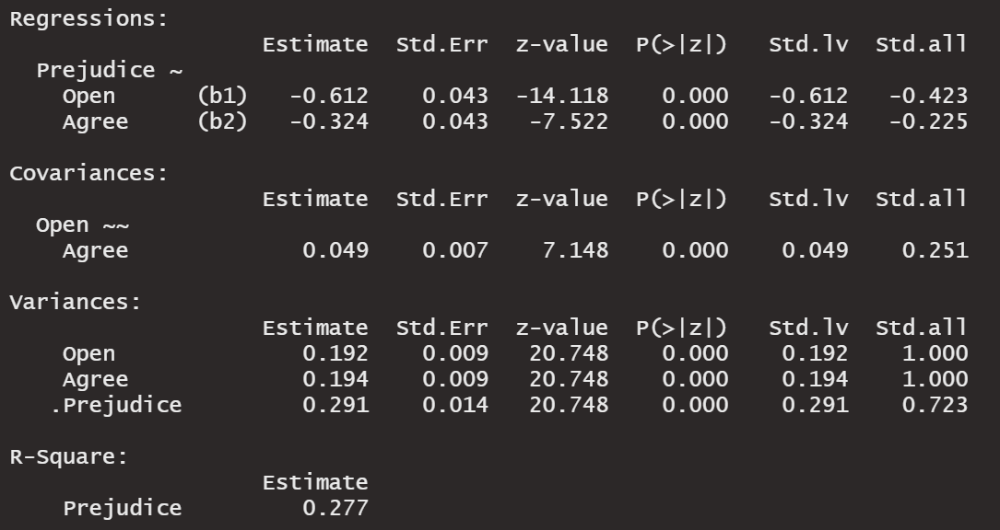 Regressions:
                   Estimate  Std.Err  z-value  P(>|z|)   Std.lv  Std.all
  Prejudice ~
    Open      (b1)   -0.612    0.043  -14.118    0.000   -0.612   -0.423
    Agree     (b2)   -0.324    0.043   -7.522    0.000   -0.324   -0.225
Covariances:
                   Estimate  Std.Err  z-value  P(>|z|)   Std.lv  Std.all
  Open ~~
    Agree             0.049    0.007    7.148    0.000    0.049    0.251
Variances:
                   Estimate  Std.Err  z-value  P(>|z|)   Std.lv  Std.all
    Open              0.192    0.009   20.748    0.000    0.192    1.000
    Agree             0.194    0.009   20.748    0.000    0.194    1.000
   .Prejudice         0.291    0.014   20.748    0.000    0.291    0.723
R-Square:
                   Estimate
    Prejudice         0.277